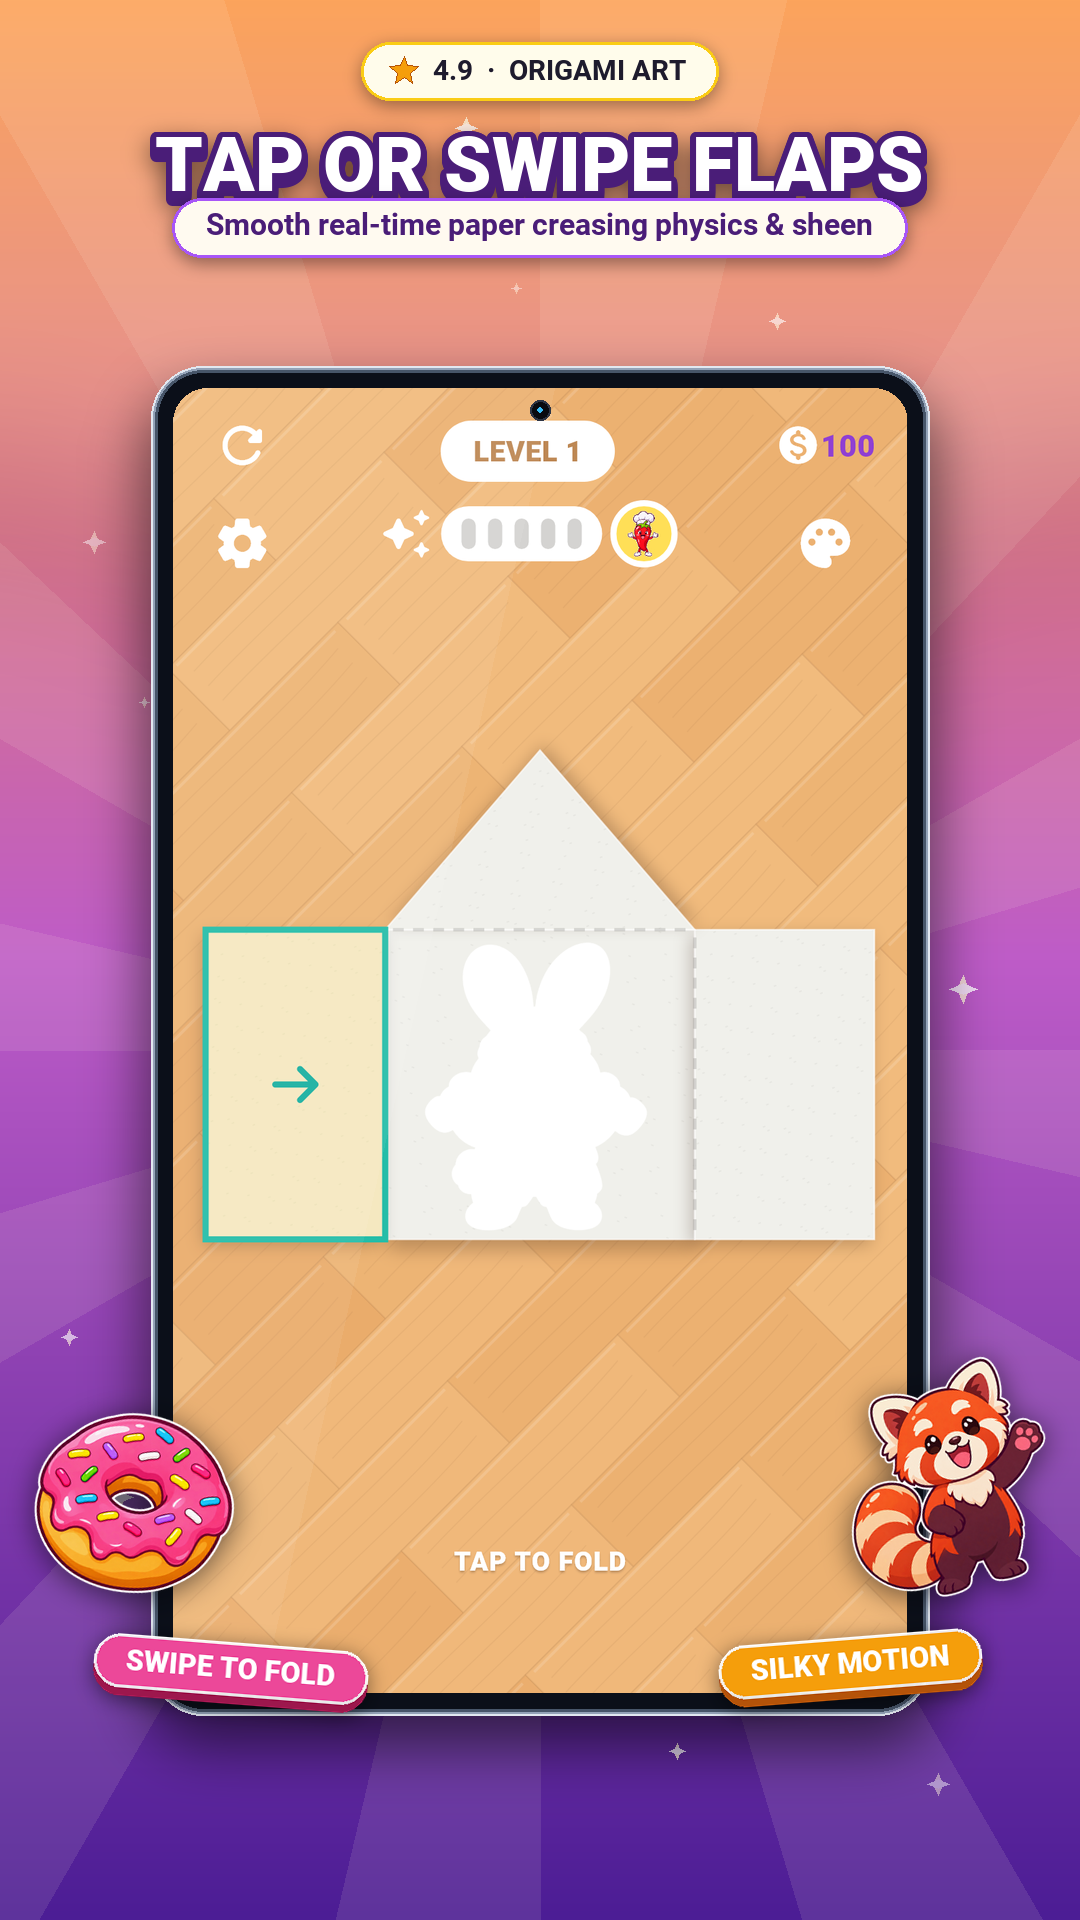 4.9 · ORIGAMI ART
TAP OR SWIPE FLAPS
Smooth real-time paper creasing physics & sheen
LEVEL 1
$ 100
TAP TO FOLD
SWIPE TO FOLD
SILKY MOTION